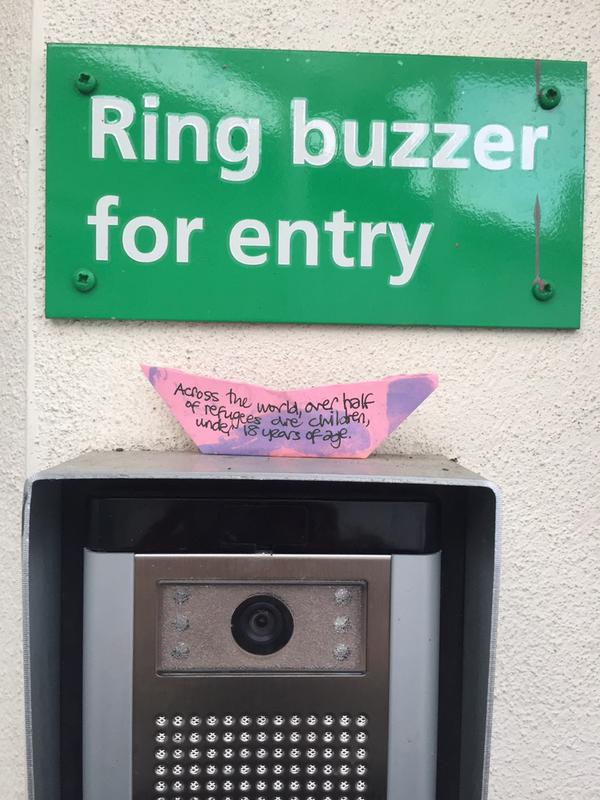 Ring buzzer
for entry
Across the world, over half
of refugees are children,
under 18 years of age.